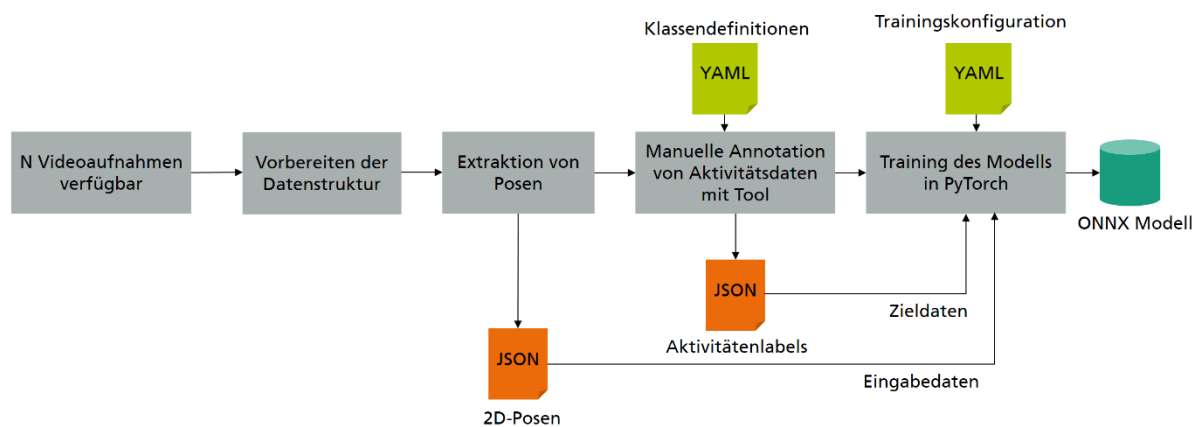 Klassendefinitionen
YAML
Trainingskonfiguration
YAML
N Videoaufnahmen
verfügbar
Vorbereiten der
Datenstruktur
Extraktion von
Posen
Manuelle Annotation
von Aktivitätsdaten
mit Tool
Training des Modells
in PyTorch
ONNX Modell
JSON
Aktivitätenlabels
Zieldaten
JSON
2D-Posen
Eingabedaten